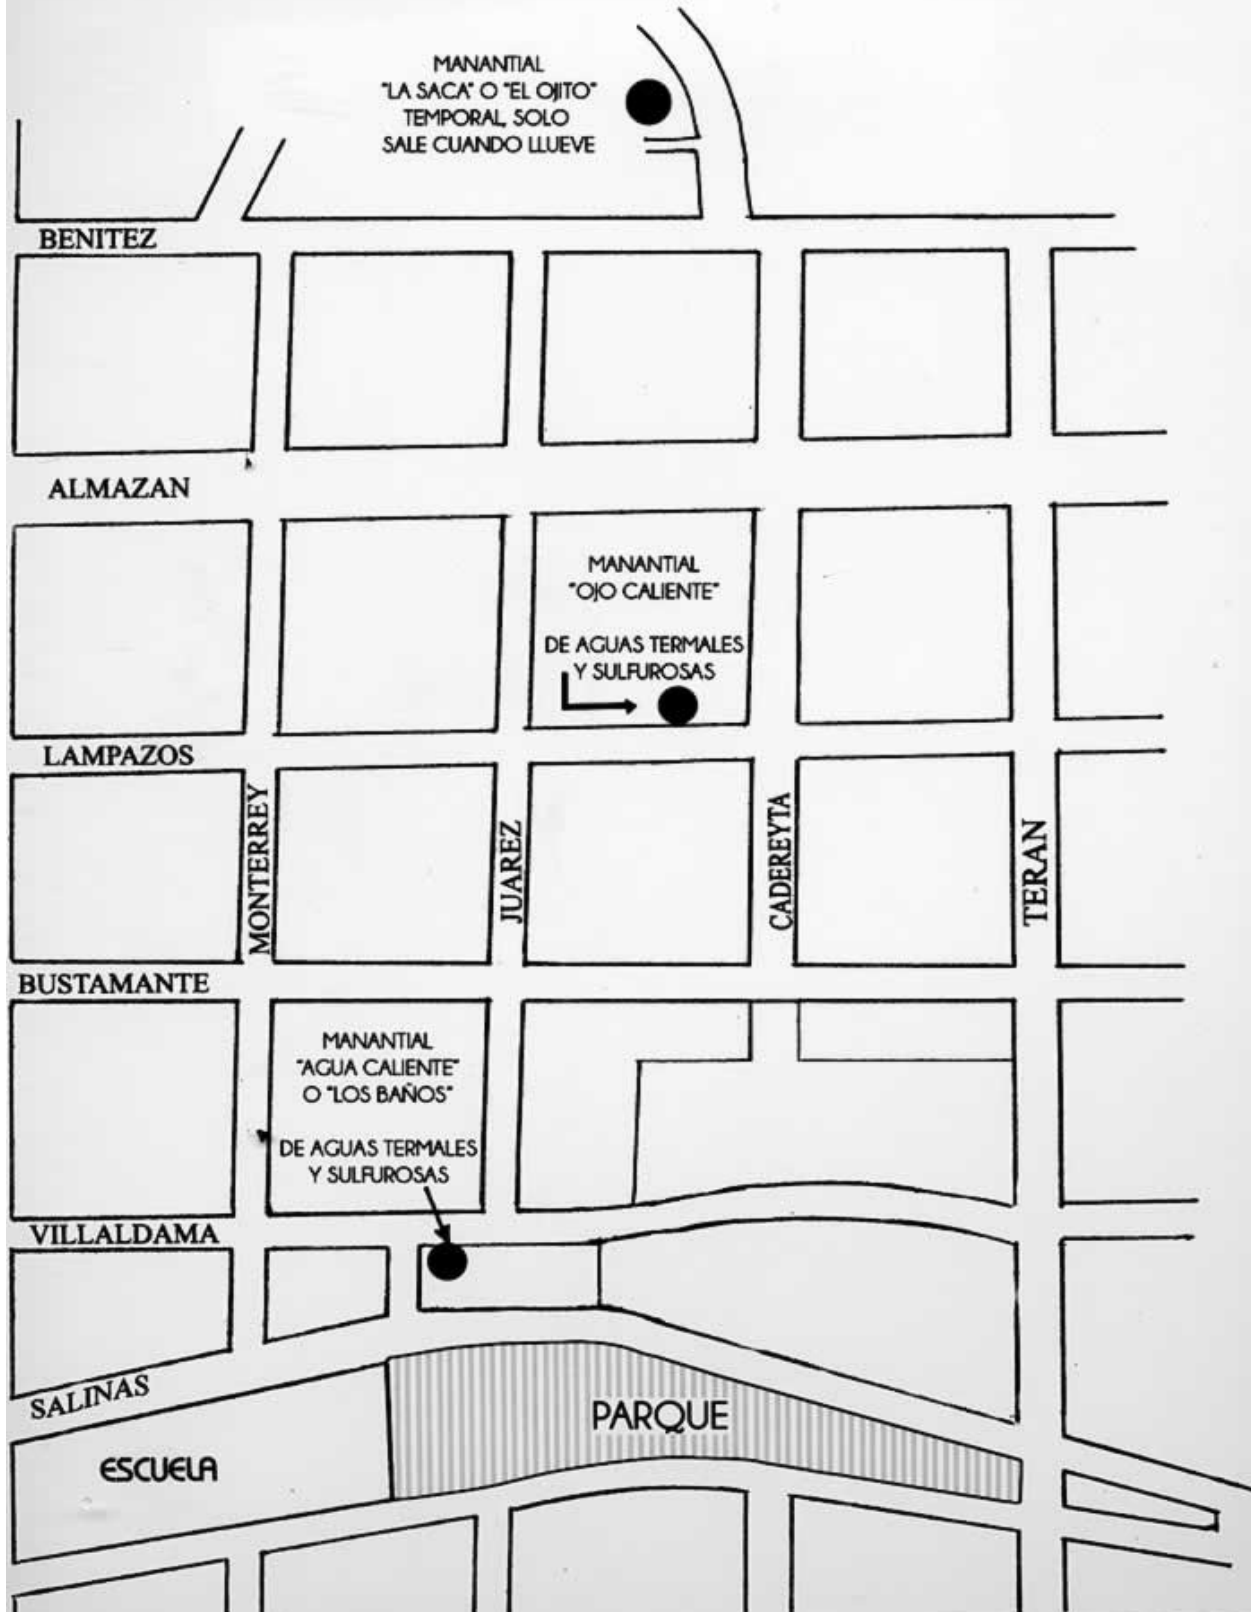 MANANTIAL
"LA SACA" O "EL OJITO"
TEMPORAL, SOLO
SALE CUANDO LLUEVE
BENITEZ
ALMAZAN
MANANTIAL
"OJO CALIENTE"
DE AGUAS TERMALES
Y SULFUROSAS
LAMPAZOS
MONTERREY
JUAREZ
CADEREYTA
TERAN
BUSTAMANTE
MANANTIAL
"AGUA CALIENTE"
O "LOS BAÑOS"
DE AGUAS TERMALES
Y SULFUROSAS
VILLALDAMA
SALINAS
PARQUE
ESCUELA